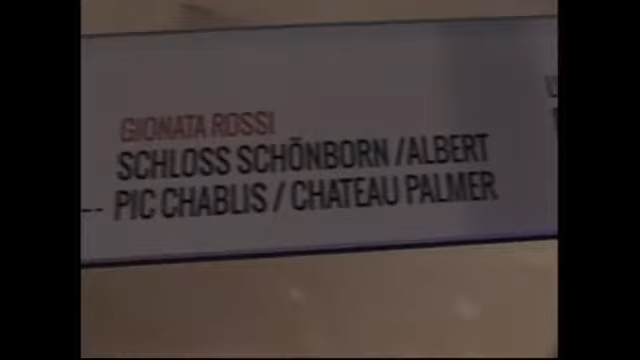 GIONATA ROSSI
SCHLOSS SCHÖNBORN / ALBERT
PIC CHABLIS / CHATEAU PALMER